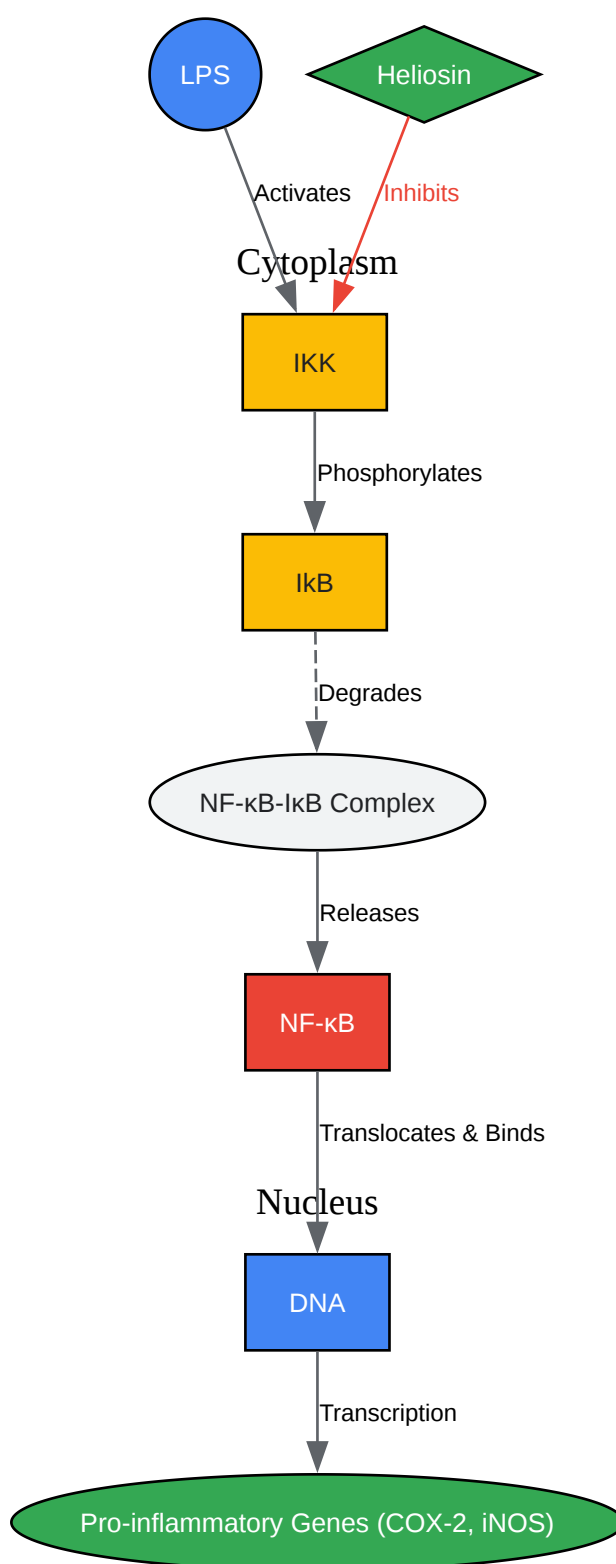 LPS
Heliosin
Activates
Inhibits
Cytoplasm
IKK
Phosphorylates
IkB
Degrades
NF-κB-IκB Complex
Releases
NF-κB
Translocates & Binds
Nucleus
DNA
Transcription
Pro-inflammatory Genes (COX-2, iNOS)